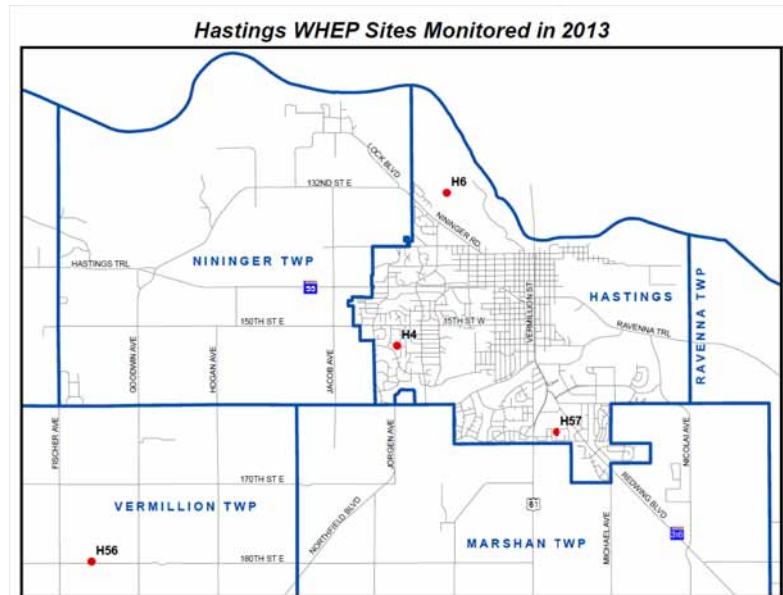 Hastings WHEP Sites Monitored in 2013
LOCK BLVD
132ND ST E
H6
NININGER RD
HASTINGS TRL
NININGER TWP
55
HASTINGS
RAVENNA TWP
VERMILLION ST
150TH ST E
15TH ST W
H4
RAVENNA TRL
GOODWIN AVE
HOGAN AVE
JACOB AVE
FISCHER AVE
JORGEN AVE
H57
NICOLAI AVE
170TH ST E
VERMILLION TWP
NORTHFIELD BLVD
61
REDWING BLVD
MICHAEL AVE
316
MARSHAN TWP
H56
180TH ST E